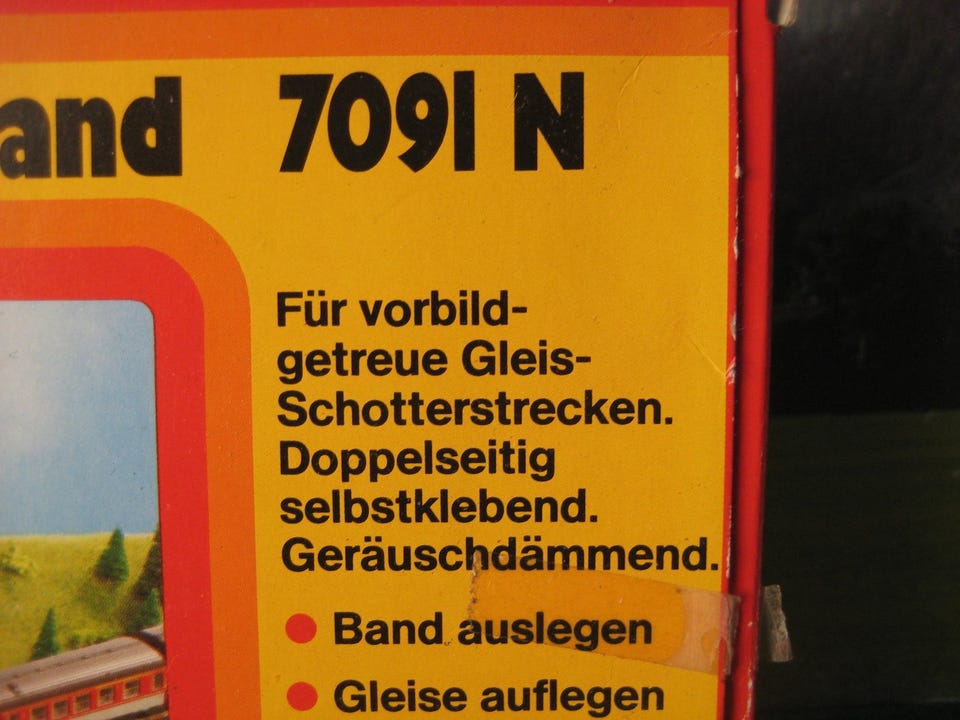 and 7091 N
Für vorbild-
getreue Gleis-
Schotterstrecken.
Doppelseitig
selbstklebend.
Geräuschdämmend.
Band auslegen
Gleise auflegen